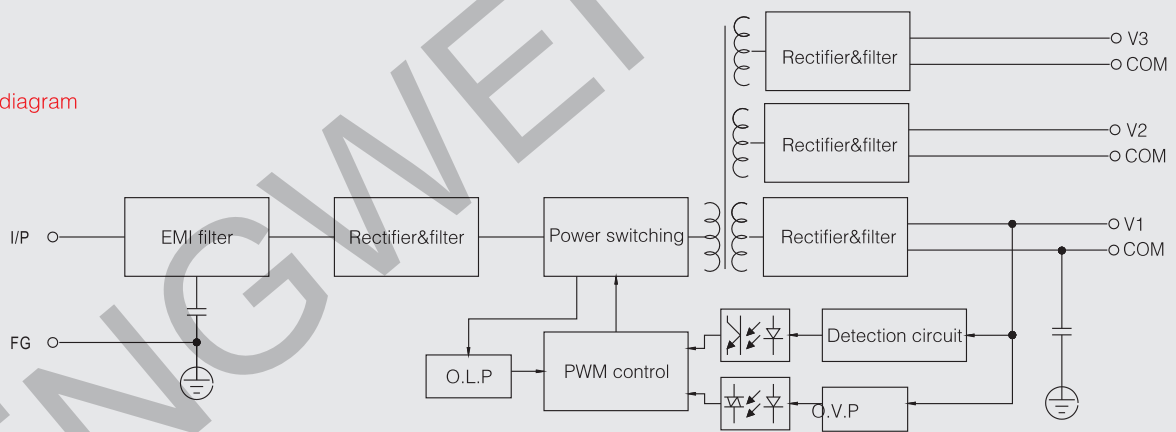 diagram
Rectifier&filter
V3
COM
Rectifier&filter
V2
COM
I/P
EMI filter
Rectifier&filter
Power switching
Rectifier&filter
V1
COM
FG
O.L.P
PWM control
Detection circuit
O.V.P